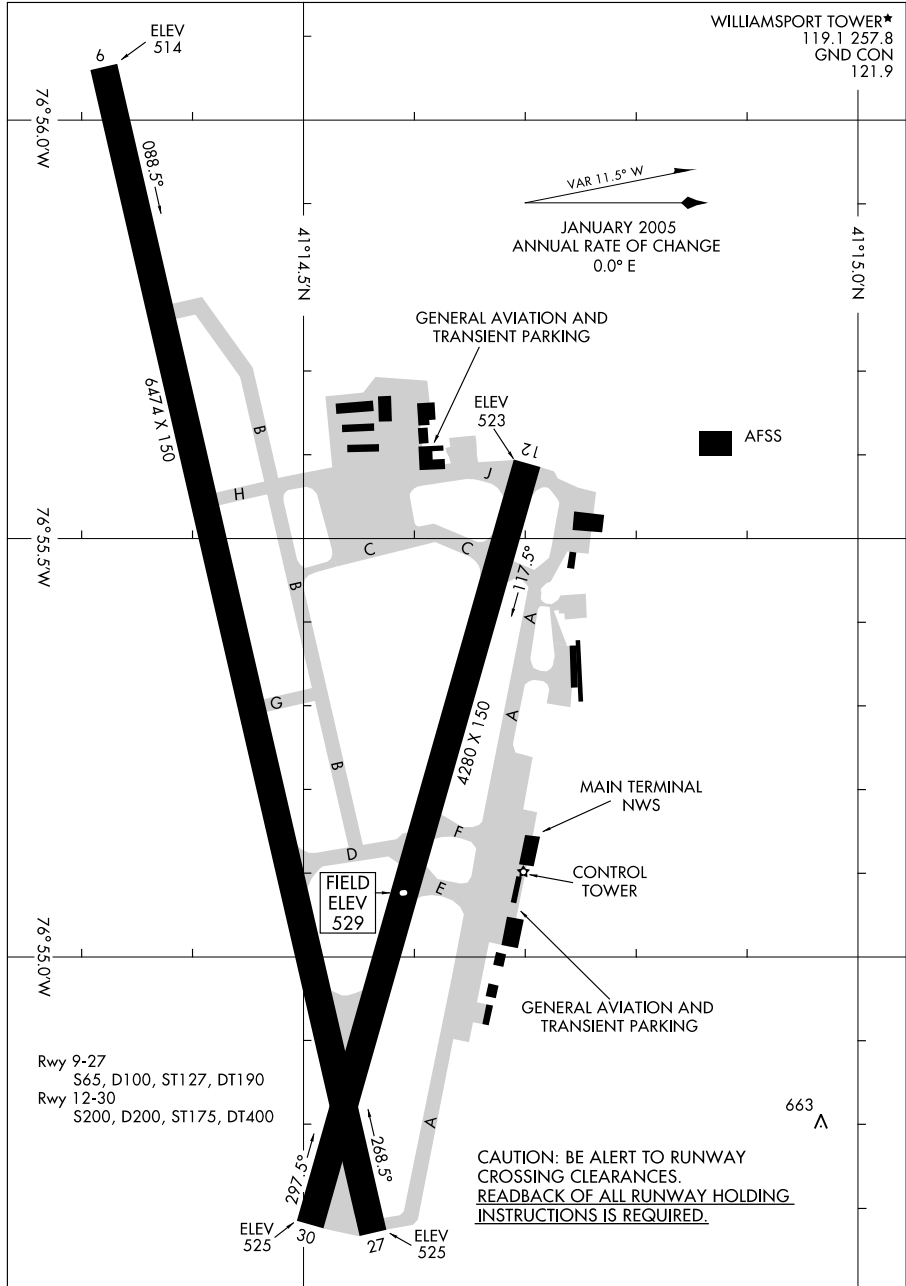 WILLIAMSPORT TOWER★
119.1 257.8
GND CON
121.9
ELEV
514
9
76°56.0'W
088.5°
VAR 11.5° W
JANUARY 2005
ANNUAL RATE OF CHANGE
0.0° E
41°14.5'N
41°15.0'N
GENERAL AVIATION AND
TRANSIENT PARKING
6474 X 150
ELEV
523
AFSS
B
12
H
J
76°55.5'W
C
C
117.5°
B
A
G
A
4280 X 150
B
MAIN TERMINAL
NWS
F
D
CONTROL
TOWER
FIELD
ELEV
529
E
76°55.0'W
GENERAL AVIATION AND
TRANSIENT PARKING
Rwy 9-27
S65, D100, ST127, DT190
Rwy 12-30
S200, D200, ST175, DT400
663
A
297.5°
268.5°
CAUTION: BE ALERT TO RUNWAY
CROSSING CLEARANCES.
READBACK OF ALL RUNWAY HOLDING
INSTRUCTIONS IS REQUIRED.
ELEV
525
30
27
ELEV
525